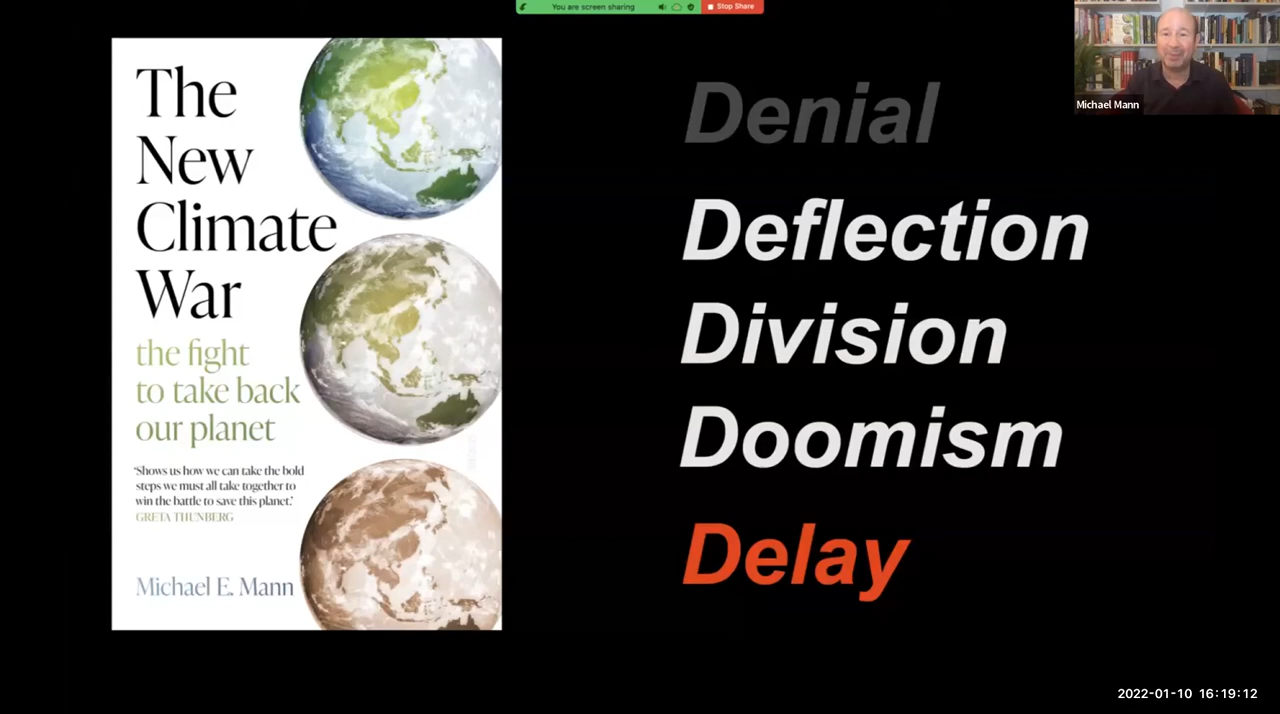 You are screen sharing
Stop Share
Michael Mann
The
New
Climate
War
the fight
to take back
our planet
‘Shows us how we can take the bold
steps we must all take together to
win the battle to save this planet.’
GRETA THUNBERG
Michael E. Mann
Denial
Deflection
Division
Doomism
Delay
2022-01-10 16:19:12